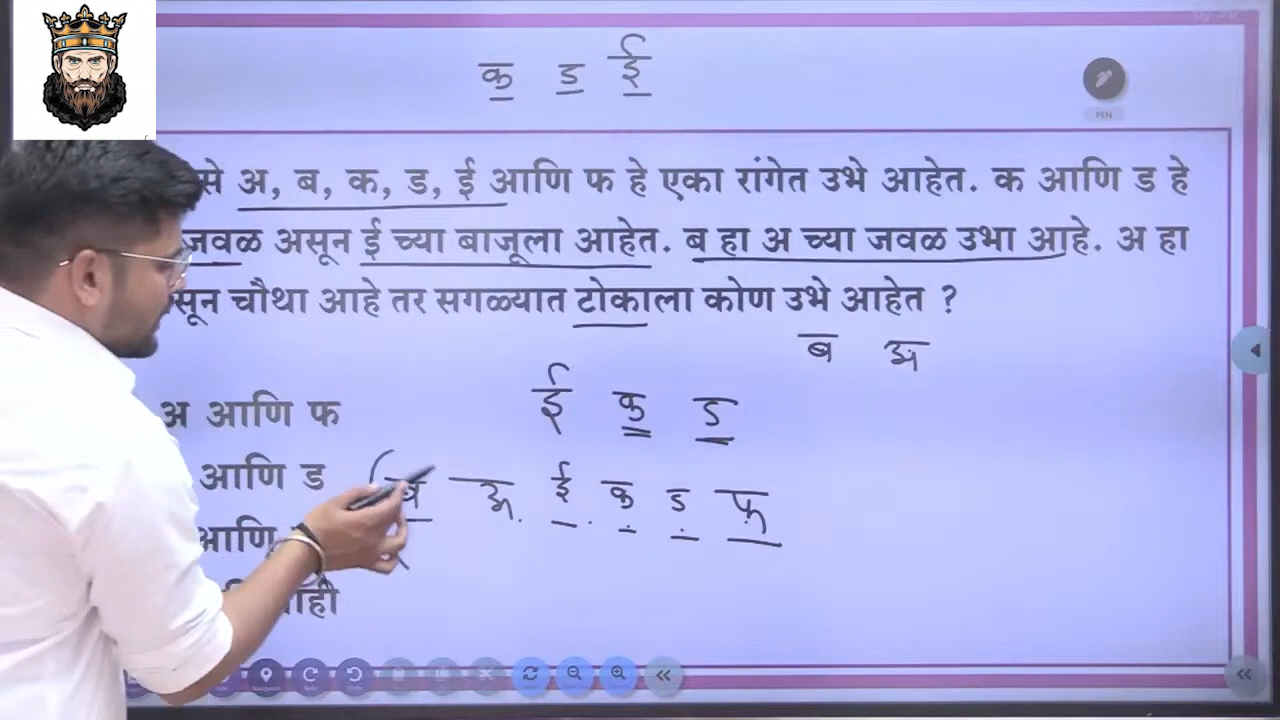 क ड ई
PEN
से अ, ब, क, ड, ई आणि फ हे एका रांगेत उभे आहेत. क आणि ड हे
जवळ असून ई च्या बाजूला आहेत. ब हा अ च्या जवळ उभा आहे. अ हा
सून चौथा आहे तर सगळ्यात टोकाला कोण उभे आहेत ?
ब अ
ई क ड
अ आणि फ
आणि ड
ब अ ई क ड फ
आणि